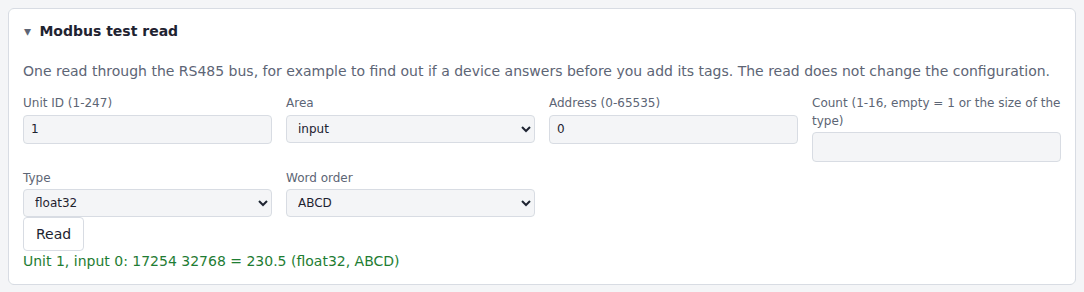 ▾ Modbus test read
One read through the RS485 bus, for example to find out if a device answers before you add its tags. The read does not change the configuration.
Unit ID (1-247)
1
Area
input
Address (0-65535)
0
Count (1-16, empty = 1 or the size of the
type)
Type
float32
Word order
ABCD
Read
Unit 1, input 0: 17254 32768 = 230.5 (float32, ABCD)